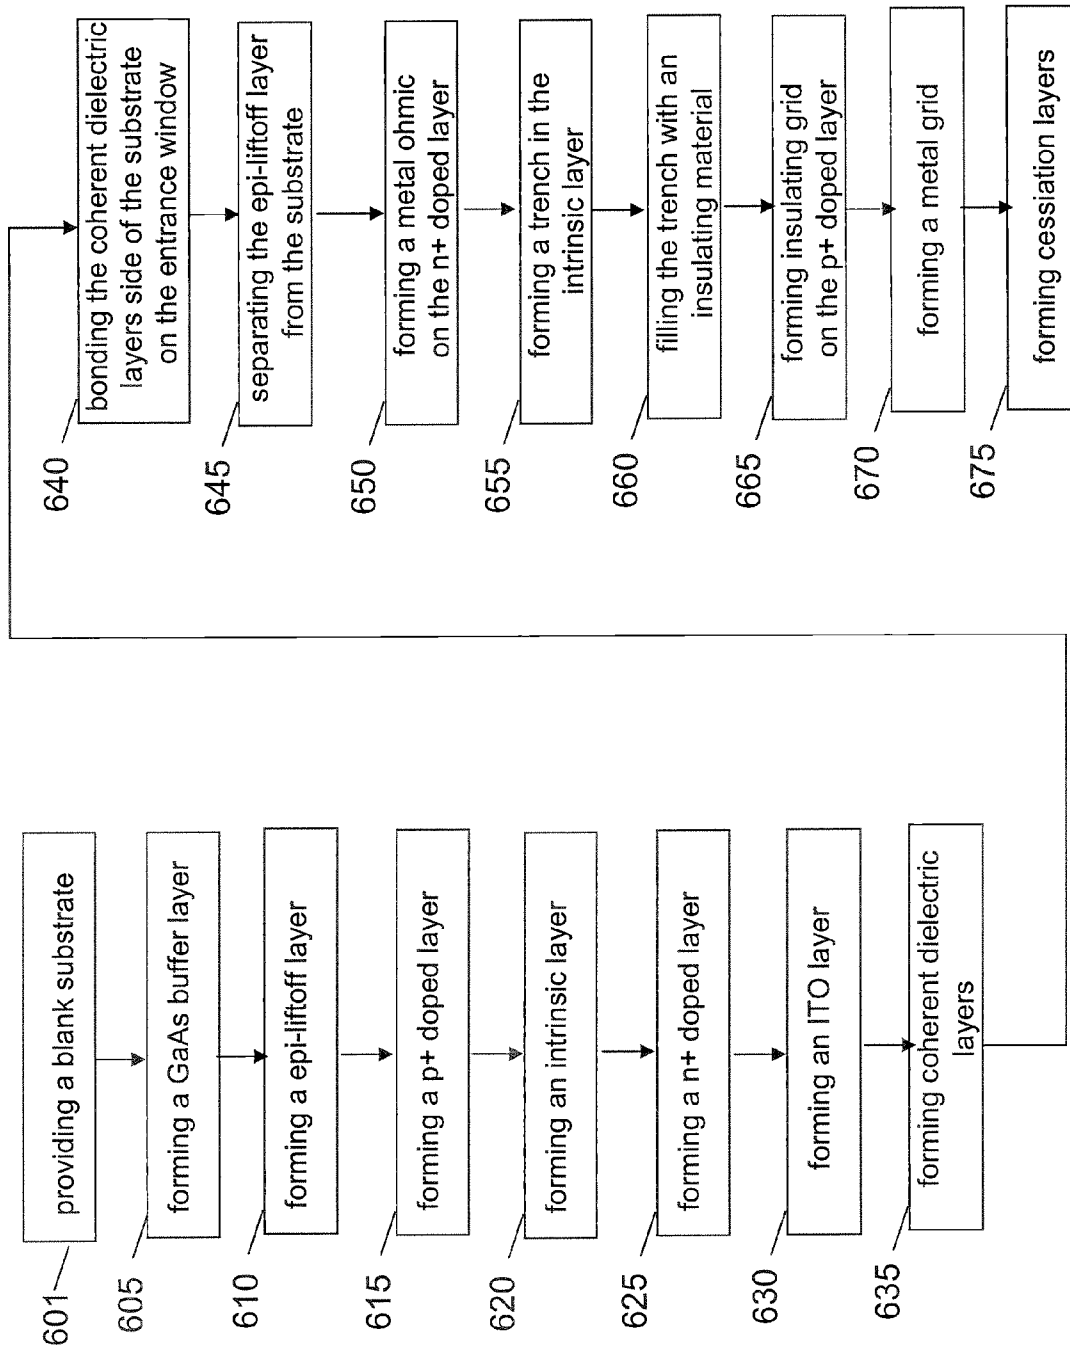 601
providing a blank substrate
605
forming a GaAs buffer layer
610
forming a epi-liftoff layer
615
forming a p+ doped layer
620
forming an intrinsic layer
625
forming a n+ doped layer
630
forming an ITO layer
635
forming coherent dielectric
layers
640
bonding the coherent dielectric
layers side of the substrate
on the entrance window
645
separating the epi-liftoff layer
from the substrate
650
forming a metal ohmic
on the n+ doped layer
655
forming a trench in the
intrinsic layer
660
filling the trench with an
insulating material
665
forming insulating grid
on the p+ doped layer
670
forming a metal grid
675
forming cessiation layers